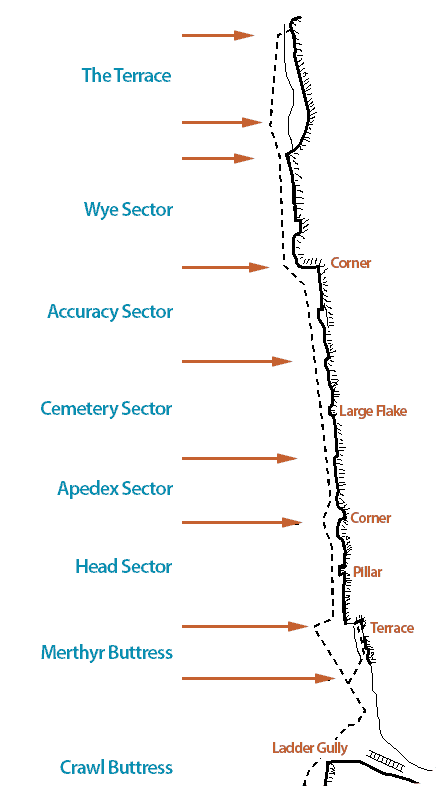 The Terrace
Wye Sector
Corner
Accuracy Sector
Cemetery Sector
Large Flake
Apedex Sector
Corner
Head Sector
Pillar
Terrace
Merthyr Buttress
Ladder Gully
Crawl Buttress